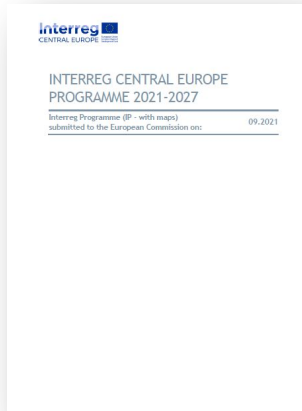 Interreg
CENTRAL EUROPE
INTERREG CENTRAL EUROPE
PROGRAMME 2021-2027
Interreg Programme (IP - with maps)
submitted to the European Commission on:
09.2021